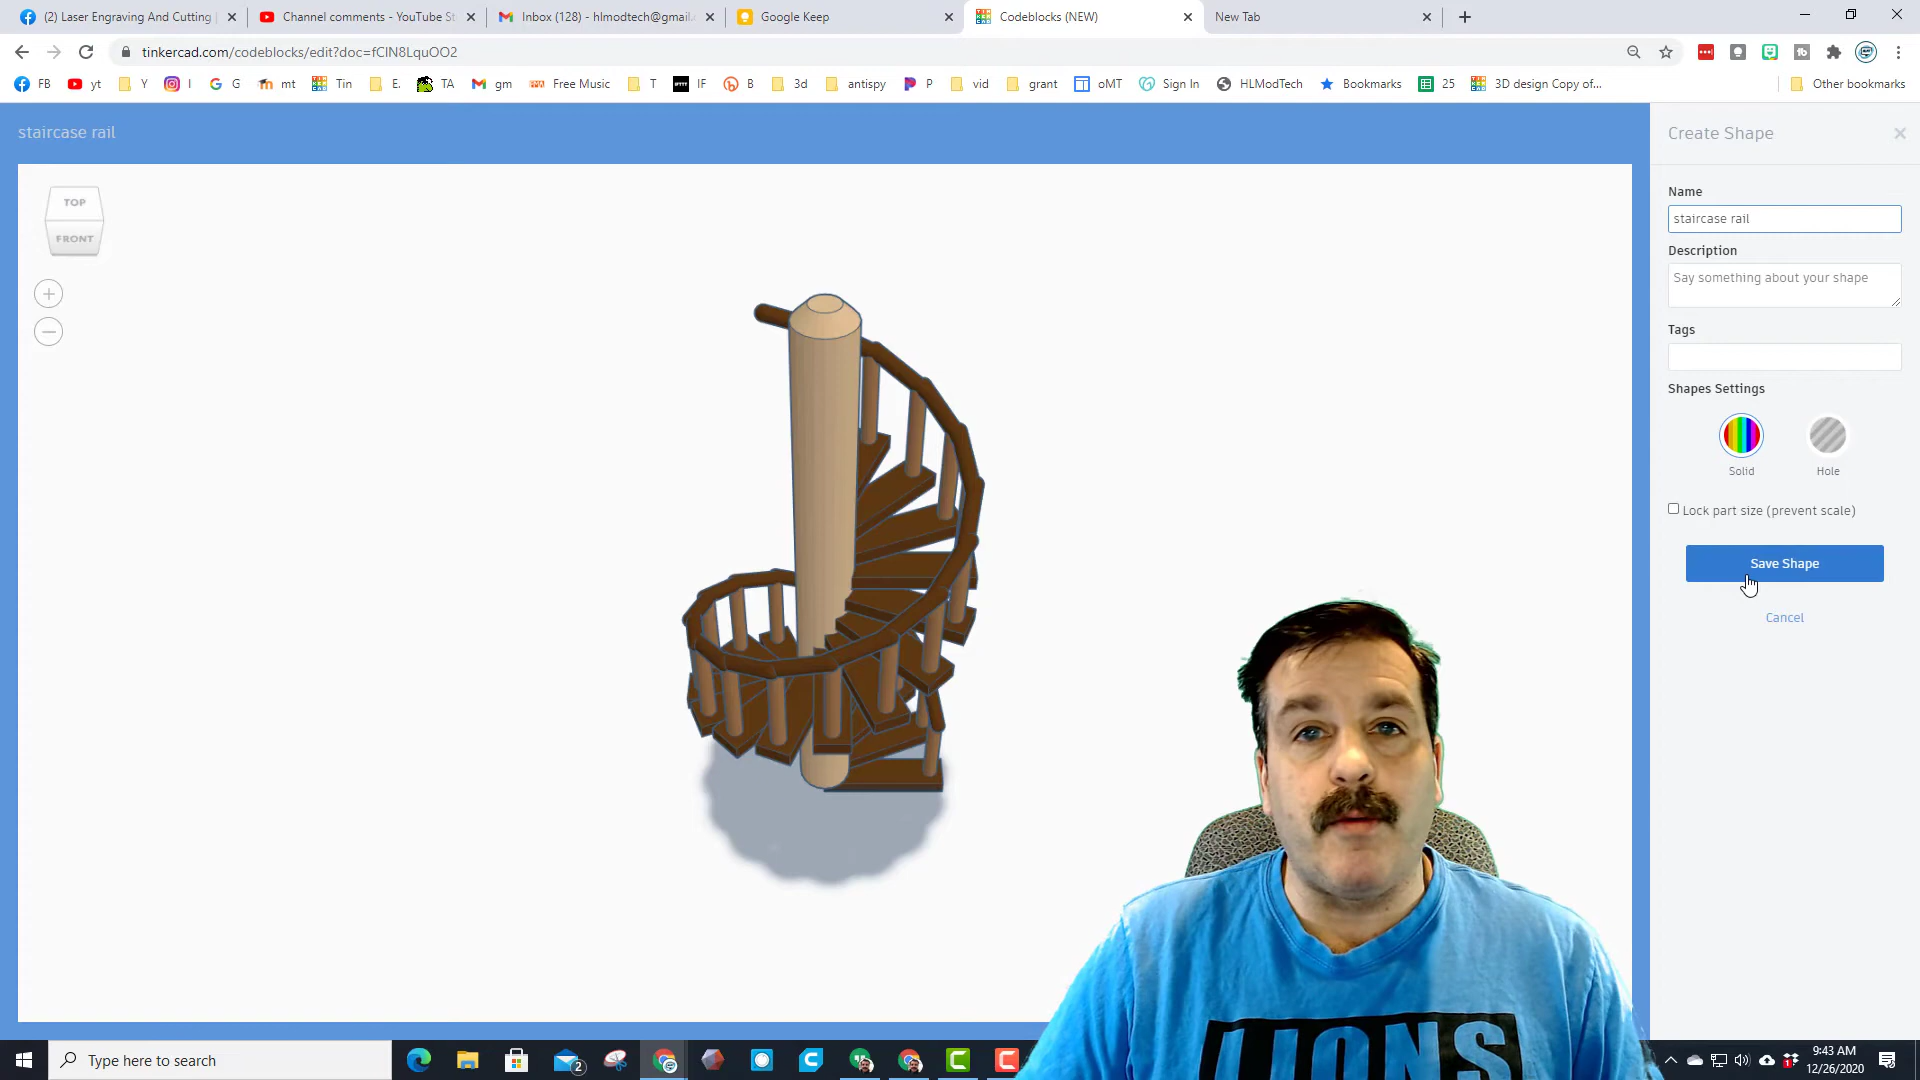 (2) Laser Engraving And Cutting
Channel comments - YouTube St
Inbox (128) - hlmodtech@gmail.
Google Keep
Codeblocks (NEW)
New Tab
tinkercad.com/codeblocks/edit?doc=fClN8LquOO2
FB yt Y I G mt Tin E. TA gm Free Music T IF B 3d antispy P vid grant oMT Sign In HLModTech Bookmarks 25 3D design Copy of... Other bookmarks
staircase rail
TOP
FRONT
Create Shape
Name
staircase rail
Description
Say something about your shape
Tags
Shapes Settings
Solid
Hole
Lock part size (prevent scale)
Save Shape
Cancel
LIONS
Type here to search
2
9:43 AM
12/26/2020